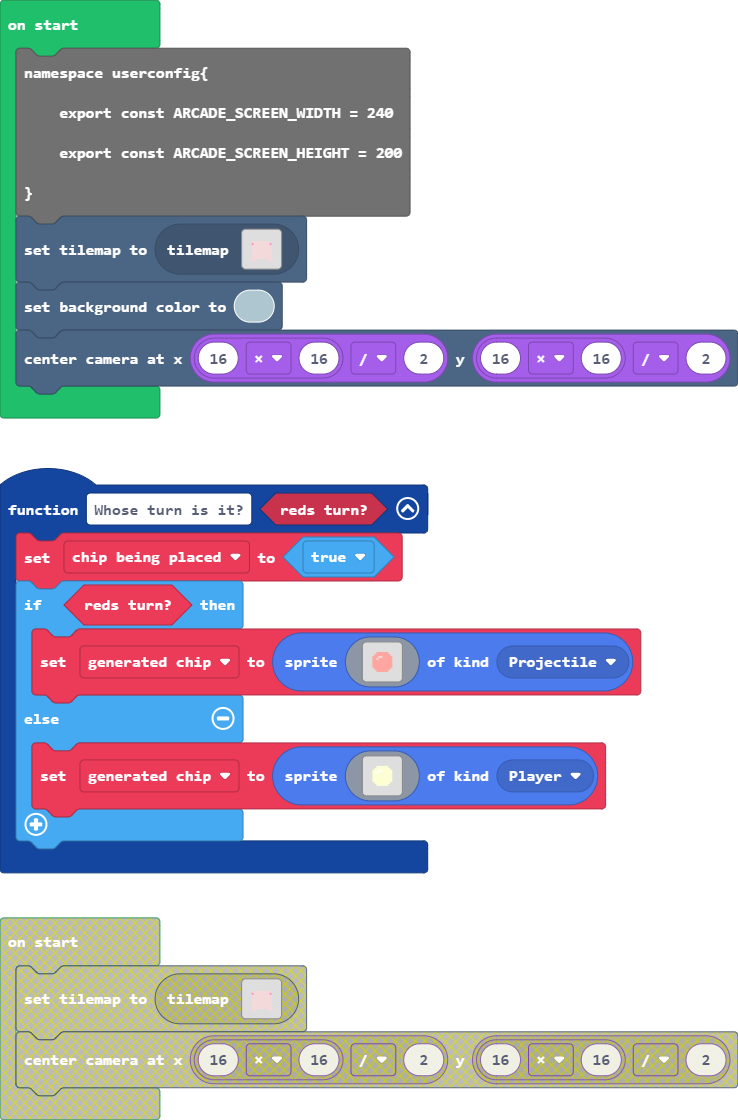 on start
namespace userconfig{
export const ARCADE_SCREEN_WIDTH = 240
export const ARCADE_SCREEN_HEIGHT = 200
}
set tilemap to tilemap
set background color to
center camera at x 16 × 16 / 2 y 16 × 16 / 2
function Whose turn is it? reds turn?
set chip being placed to true
if reds turn? then
set generated chip to sprite of kind Projectile
else
set generated chip to sprite of kind Player
on start
set tilemap to tilemap
center camera at x 16 × 16 / 2 y 16 × 16 / 2